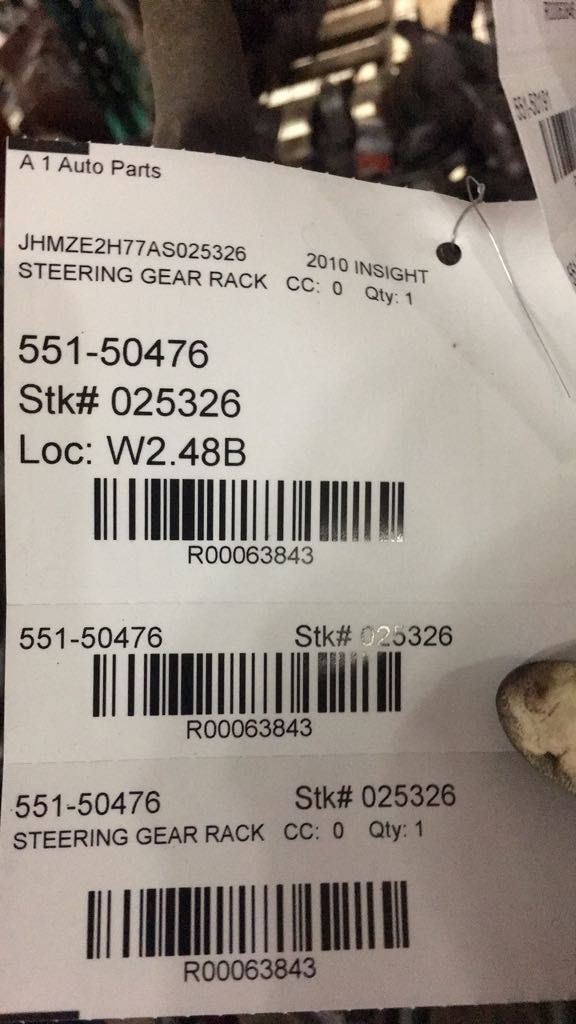 A 1 Auto Parts
JHMZE2H77AS025326 2010 INSIGHT
STEERING GEAR RACK CC: 0 Qty: 1
551-50476
Stk# 025326
Loc: W2.48B
R00063843
551-50476 Stk# 025326
R00063843
551-50476 Stk# 025326
STEERING GEAR RACK CC: 0 Qty: 1
R00063843
551-50191